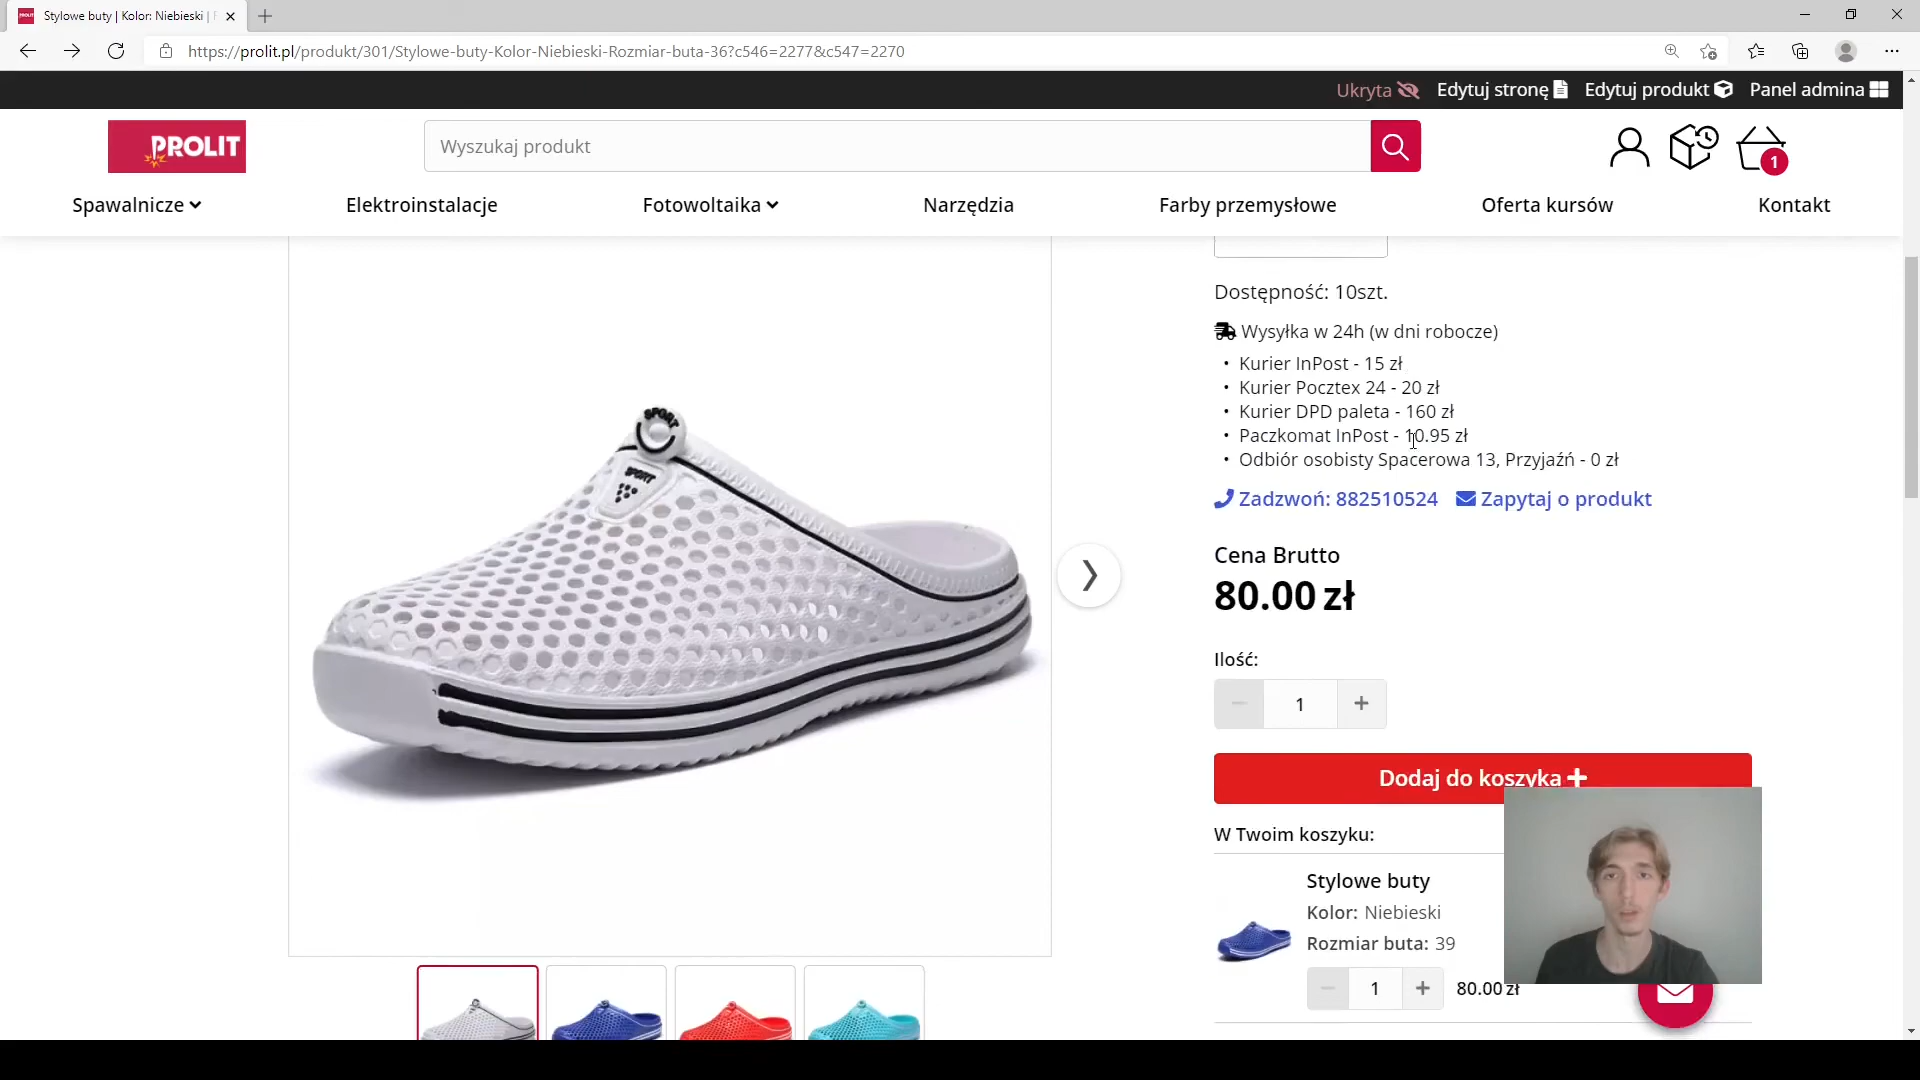 Stylowe buty | Kolor: Niebieski |
https://prolit.pl/produkt/301/Stylowe-buty-Kolor-Niebieski-Rozmiar-buta-36?c546=2277&c547=2270
Ukryta Edytuj stronę Edytuj produkt Panel admina
PROLIT
Wyszukaj produkt
1
Spawalnicze Elektroinstalacje Fotowoltaika Narzędzia Farby przemysłowe Oferta kursów Kontakt
SPORT
SPORT
Dostępność: 10szt.
Wysyłka w 24h (w dni robocze)
• Kurier InPost - 15 zł
• Kurier Pocztex 24 - 20 zł
• Kurier DPD paleta - 160 zł
• Paczkomat InPost - 10.95 zł
• Odbiór osobisty Spacerowa 13, Przyjaźń - 0 zł
Zadzwoń: 882510524 Zapytaj o produkt
Cena Brutto
80.00 zł
Ilość:
− 1 +
Dodaj do koszyka +
W Twoim koszyku:
Stylowe buty
Kolor: Niebieski
Rozmiar buta: 39
− 1 + 80.00 zł